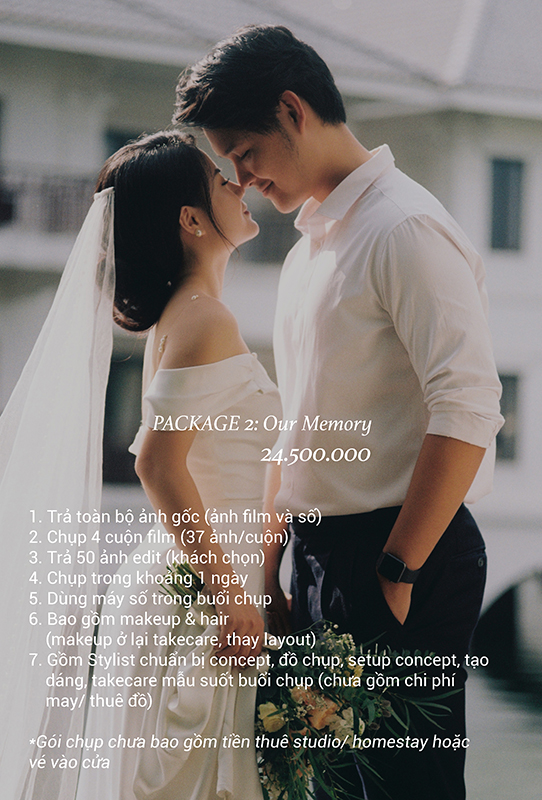 PACKAGE 2: Our Memory
24.500.000
1. Trả toàn bộ ảnh gốc (ảnh film và số)
2. Chụp 4 cuộn film (37 ảnh/cuộn)
3. Trả 50 ảnh edit (khách chọn)
4. Chụp trong khoảng 1 ngày
5. Dùng máy số trong buổi chụp
6. Bao gồm makeup & hair
(makeup ở lại takecare, thay layout)
7. Gồm Stylist chuẩn bị concept, đồ chụp, setup concept, tạo
dáng, takecare mẫu suốt buổi chụp (chưa gồm chi phí
may/ thuê đồ)
*Gói chụp chưa bao gồm tiền thuê studio/ homestay hoặc
vé vào cửa